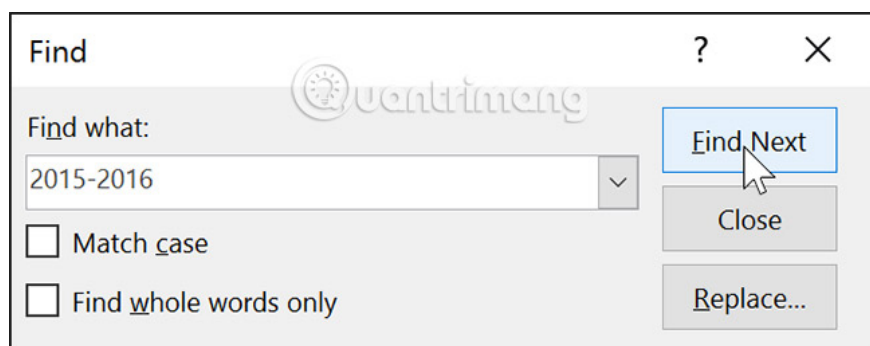 Find ?
Quantrimang
Find what:
2015-2016
Match case
Find whole words only
Find Next
Close
Replace...